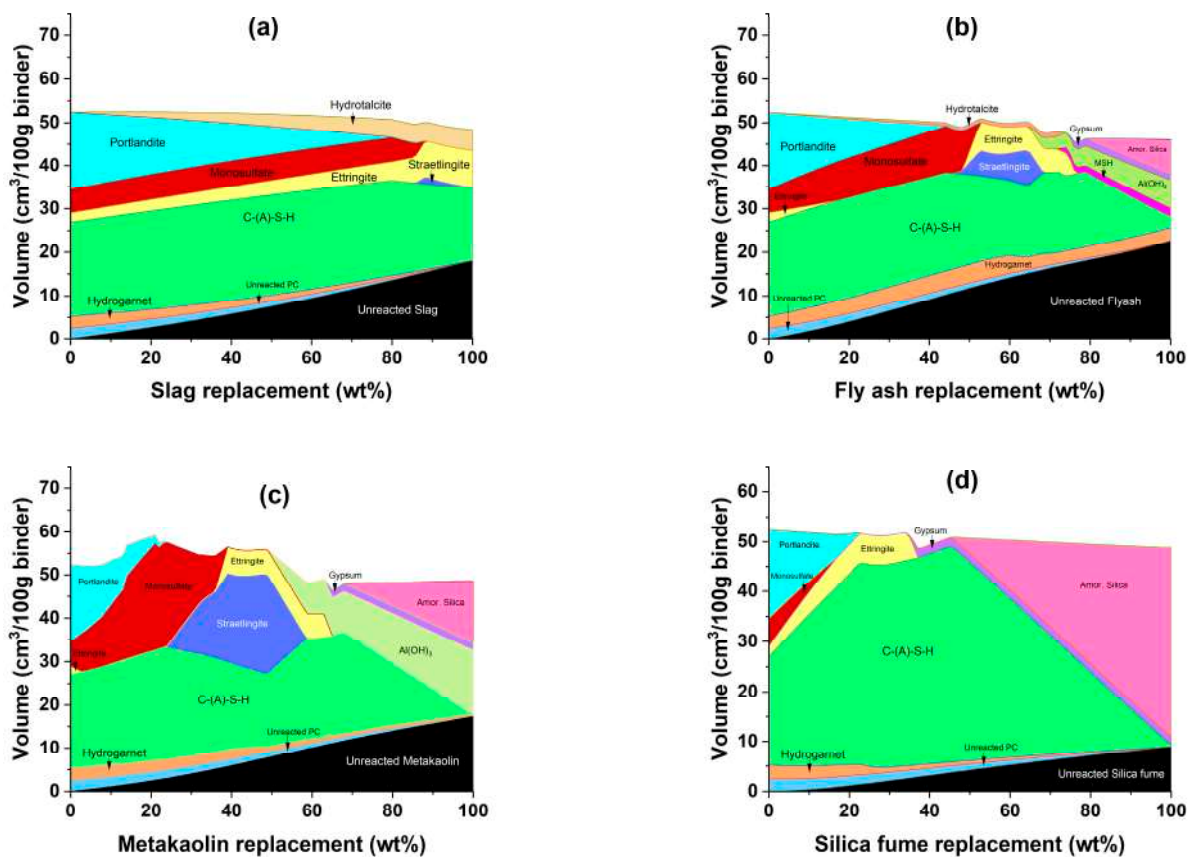 (a)
Volume (cm³/100g binder)
70
60
50
40
30
20
10
0
Hydrotalcite
Portlandite
Monosulfate
Straetlingite
Ettringite
C-(A)-S-H
Hydrogarnet
Unreacted PC
Unreacted Slag
0 20 40 60 80 100
Slag replacement (wt%)
(b)
Volume (cm³/100g binder)
70
60
50
40
30
20
10
0
Hydrotalcite
Gypsum
Portlandite
Monosulfate
Ettringite
Straetlingite
Amor. Silica
MSH
Al(OH)₃
Ettringite
C-(A)-S-H
Hydrogarnet
Unreacted PC
Unreacted Flyash
0 20 40 60 80 100
Fly ash replacement (wt%)
(c)
Volume (cm³/100g binder)
70
60
50
40
30
20
10
0
Portlandite
Monosulfate
Ettringite
Gypsum
Straetlingite
Amor. Silica
Ettringite
Al(OH)₃
C-(A)-S-H
Hydrogarnet
Unreacted PC
Unreacted Metakaolin
0 20 40 60 80 100
Metakaolin replacement (wt%)
(d)
Volume (cm³/100g binder)
60
50
40
30
20
10
0
Gypsum
Portlandite
Ettringite
Monosulfate
Amor. Silica
C-(A)-S-H
Hydrogarnet
Unreacted PC
Unreacted Silica fume
0 20 40 60 80 100
Silica fume replacement (wt%)